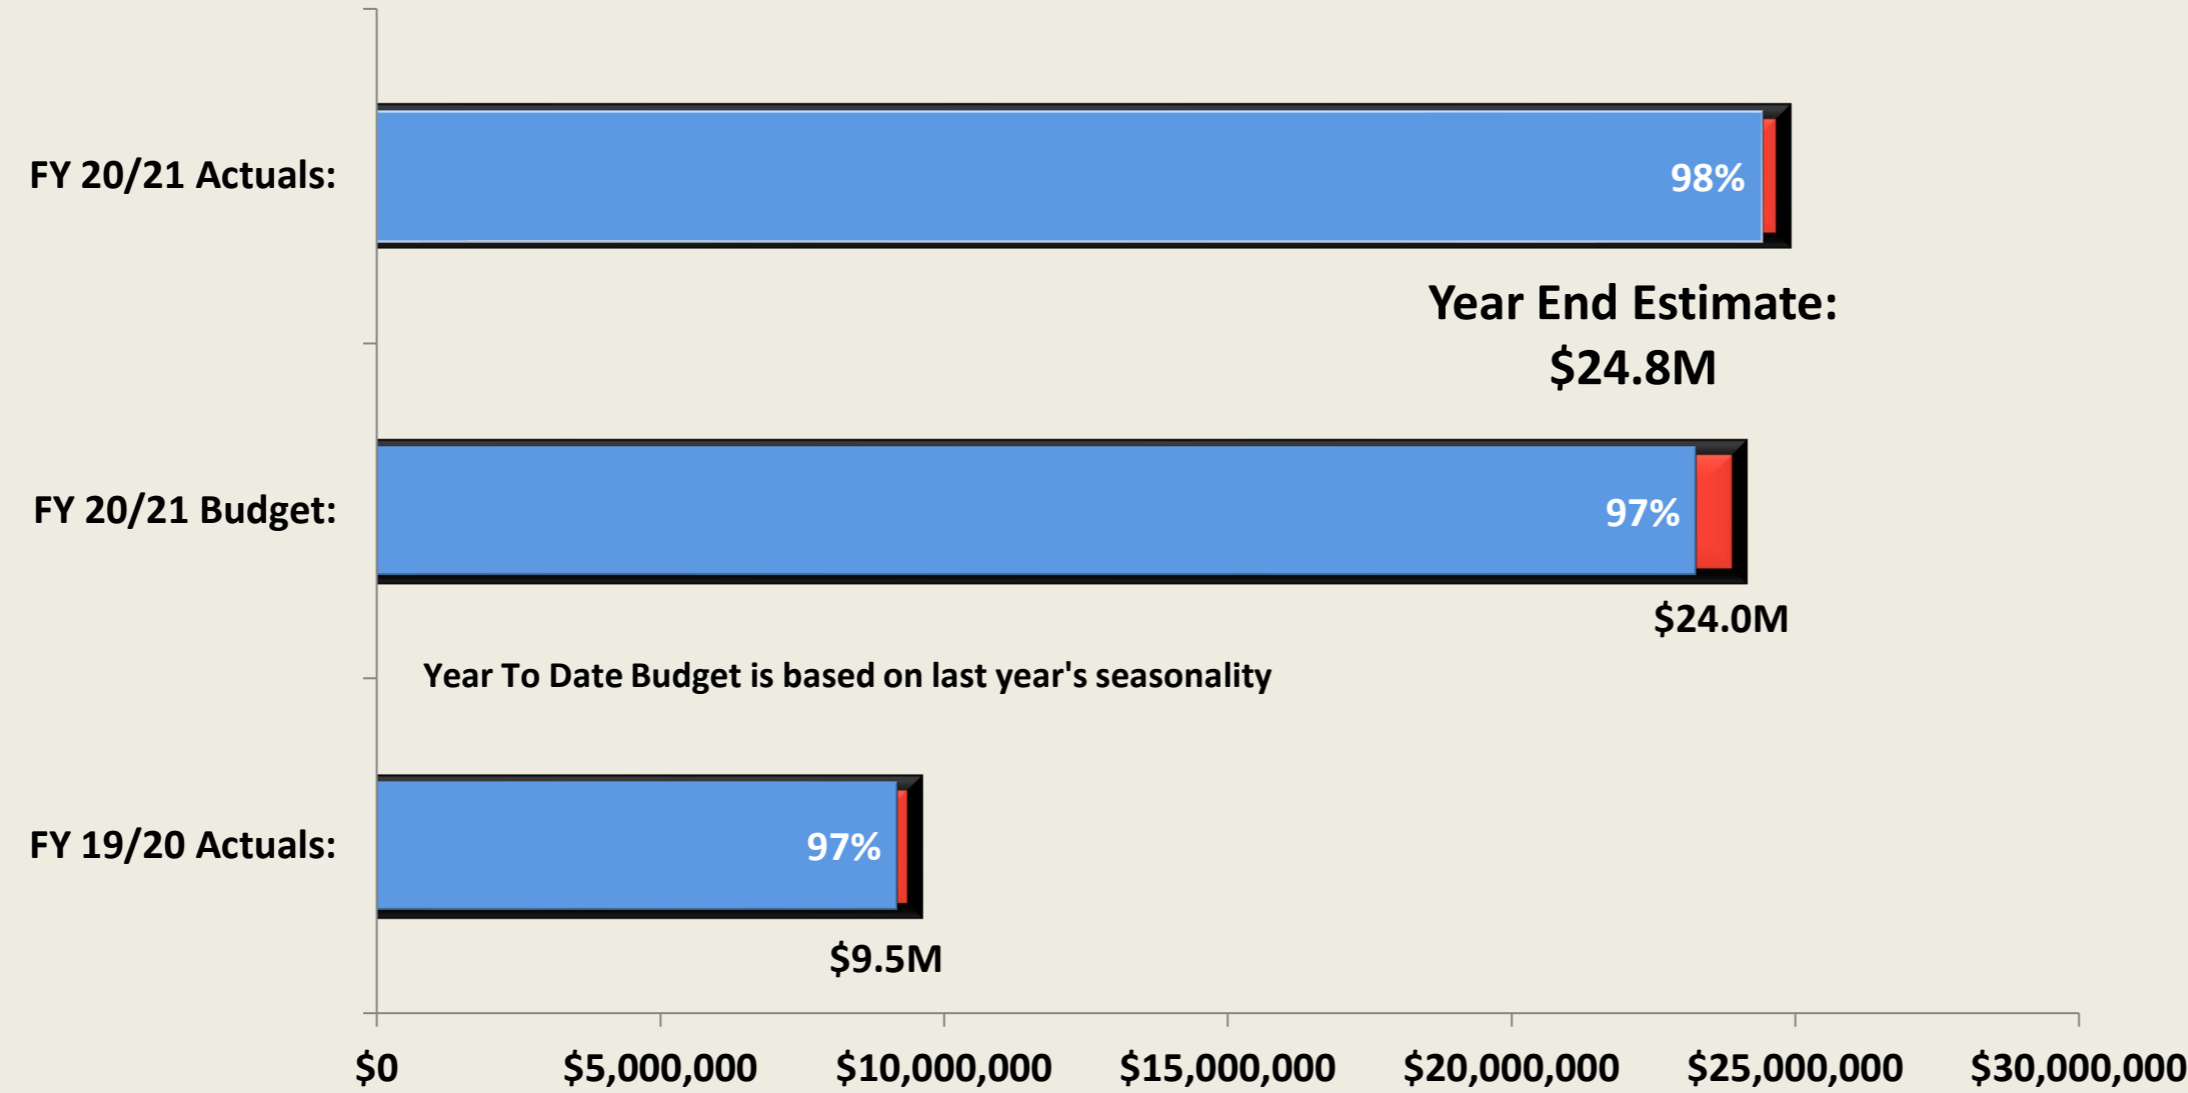 FY 20/21 Actuals:
98%
Year End Estimate:
$24.8M
FY 20/21 Budget:
97%
$24.0M
Year To Date Budget is based on last year's seasonality
FY 19/20 Actuals:
97%
$9.5M
$0 $5,000,000 $10,000,000 $15,000,000 $20,000,000 $25,000,000 $30,000,000